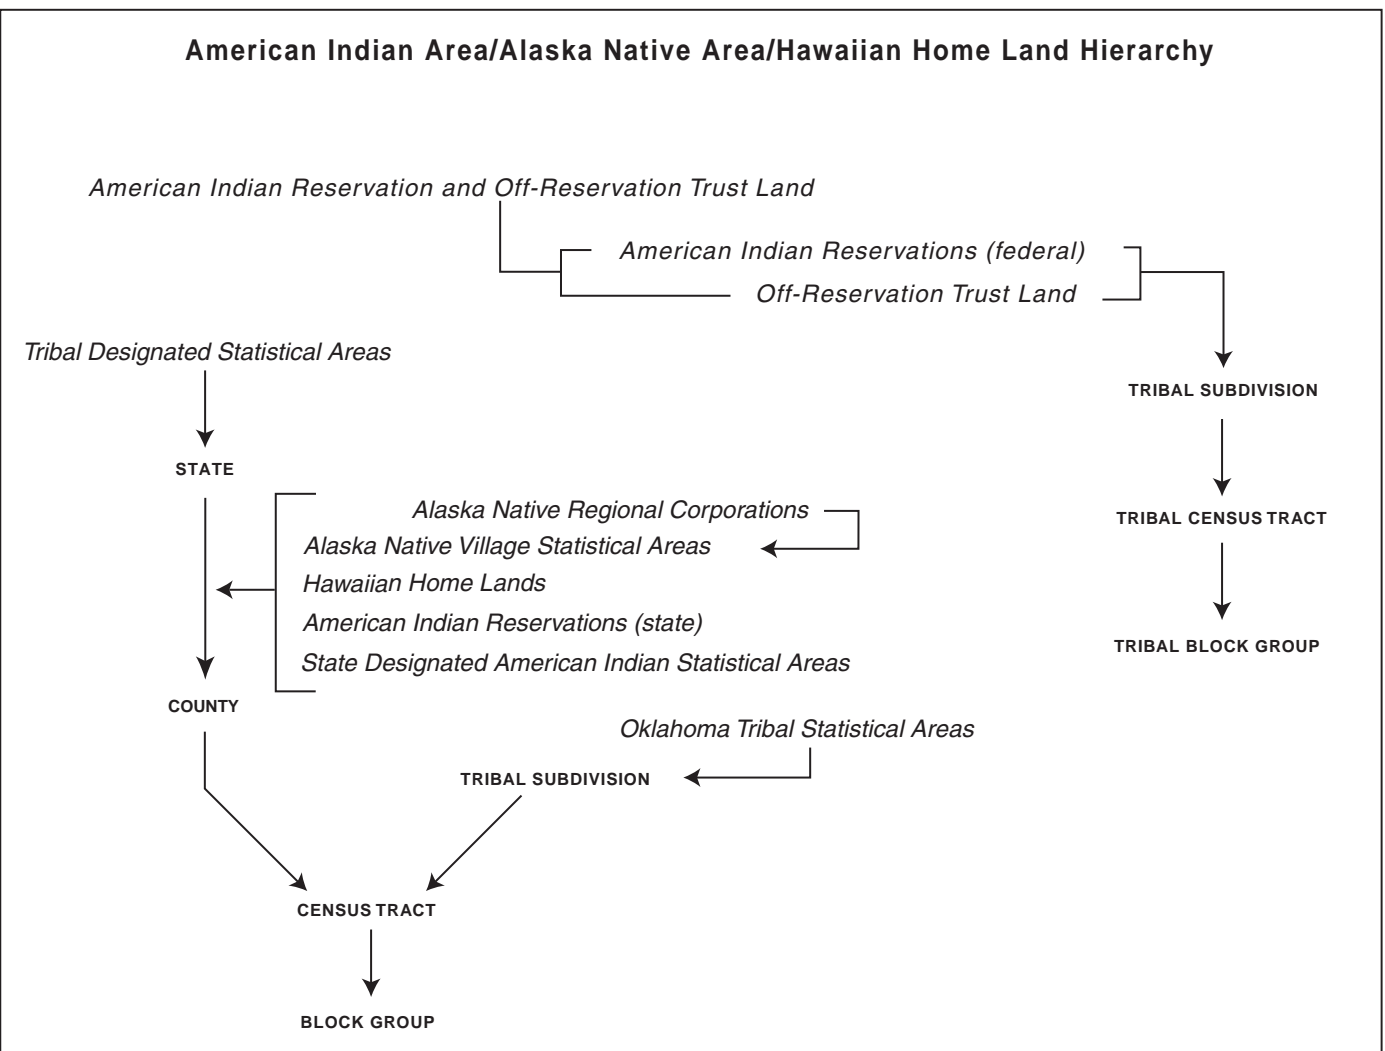 American Indian Area/Alaska Native Area/Hawaiian Home Land Hierarchy
American Indian Reservation and Off-Reservation Trust Land
American Indian Reservations (federal)
Off-Reservation Trust Land
Tribal Designated Statistical Areas
TRIBAL SUBDIVISION
STATE
Alaska Native Regional Corporations
TRIBAL CENSUS TRACT
Alaska Native Village Statistical Areas
Hawaiian Home Lands
American Indian Reservations (state)
TRIBAL BLOCK GROUP
State Designated American Indian Statistical Areas
COUNTY
Oklahoma Tribal Statistical Areas
TRIBAL SUBDIVISION
CENSUS TRACT
BLOCK GROUP